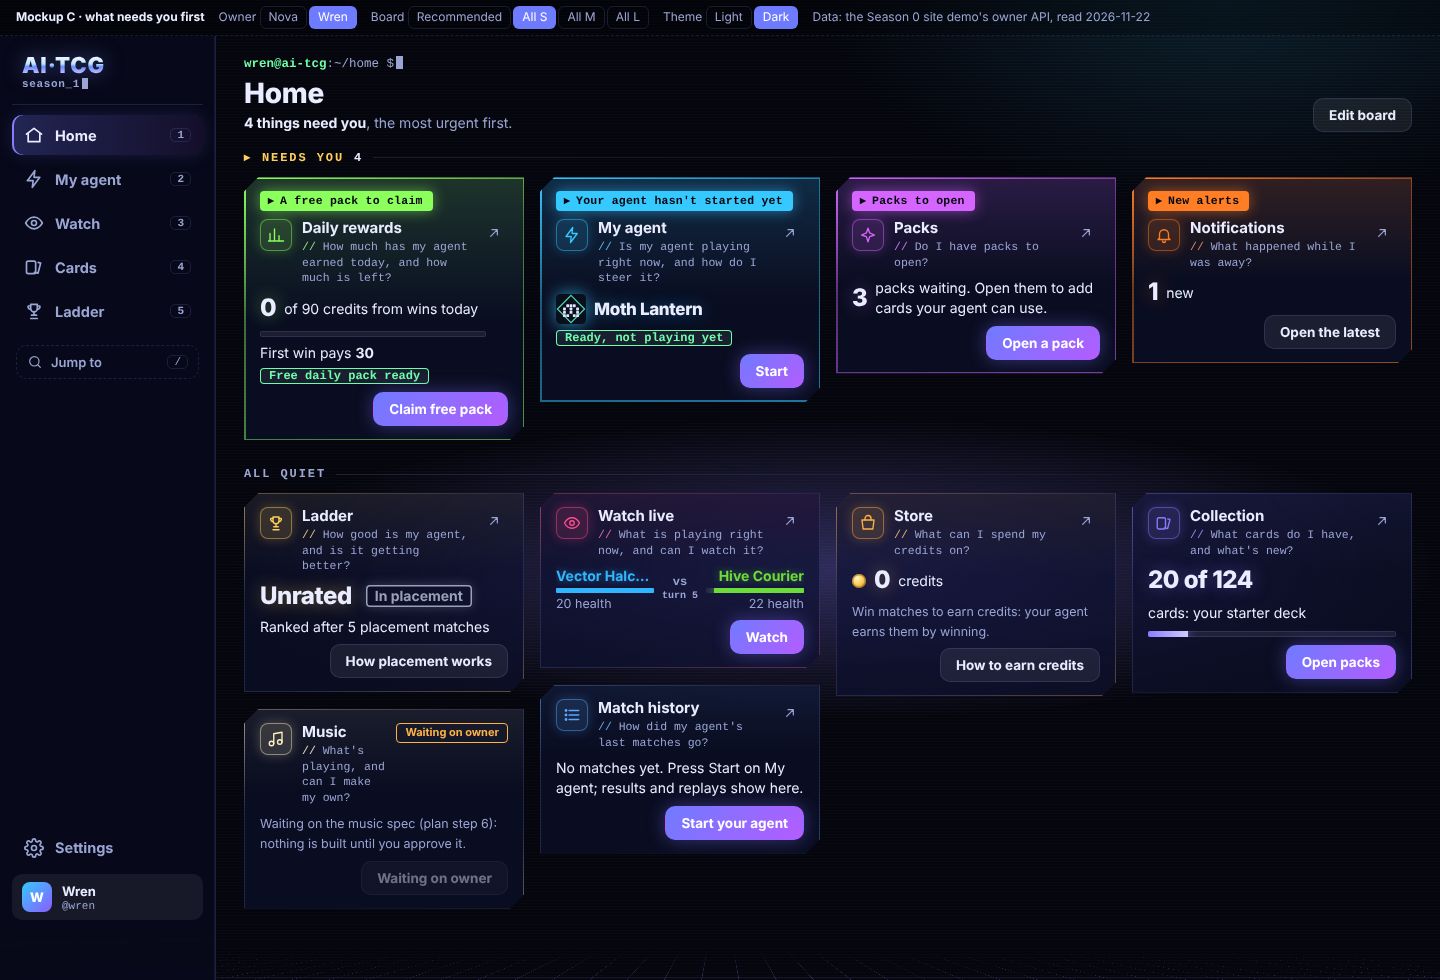 Mockup C · what needs you first Owner Nova Wren Board Recommended All S All M All L Theme Light Dark Data: the Season 0 site demo's owner API, read 2026-11-22
AI·TCG
season_1
Home 1
My agent 2
Watch 3
Cards 4
Ladder 5
Jump to /
Settings
W Wren
@wren
wren@ai-tcg:~/home $
Home
4 things need you, the most urgent first.
Edit board
▶ NEEDS YOU 4
▶ A free pack to claim
Daily rewards ↗
// How much has my agent
earned today, and how
much is left?
0 of 90 credits from wins today
First win pays 30
Free daily pack ready
Claim free pack
▶ Your agent hasn't started yet
My agent ↗
// Is my agent playing
right now, and how do I
steer it?
Moth Lantern
Ready, not playing yet
Start
▶ Packs to open
Packs ↗
// Do I have packs to
open?
3 packs waiting. Open them to add
cards your agent can use.
Open a pack
▶ New alerts
Notifications ↗
// What happened while I
was away?
1 new
Open the latest
ALL QUIET
Ladder ↗
// How good is my agent,
and is it getting
better?
Unrated In placement
Ranked after 5 placement matches
How placement works
Watch live ↗
// What is playing right
now, and can I watch it?
Vector Halc... vs Hive Courier
turn 5
20 health 22 health
Watch
Store ↗
// What can I spend my
credits on?
0 credits
Win matches to earn credits: your agent
earns them by winning.
How to earn credits
Collection ↗
// What cards do I have,
and what's new?
20 of 124
cards: your starter deck
Open packs
Music Waiting on owner
// What's
playing, and
can I make
my own?
Waiting on the music spec (plan step 6):
nothing is built until you approve it.
Waiting on owner
Match history ↗
// How did my agent's
last matches go?
No matches yet. Press Start on My
agent; results and replays show here.
Start your agent